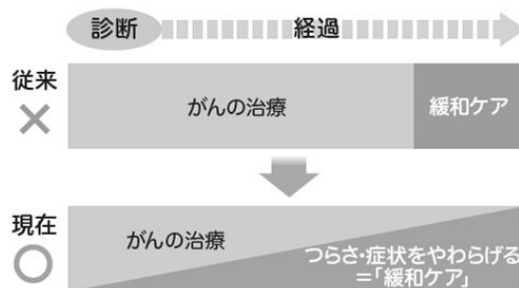 診断
経過
従来
がんの治療
緩和ケア
現在
がんの治療
つらさ・症状をやわらげる
=「緩和ケア」